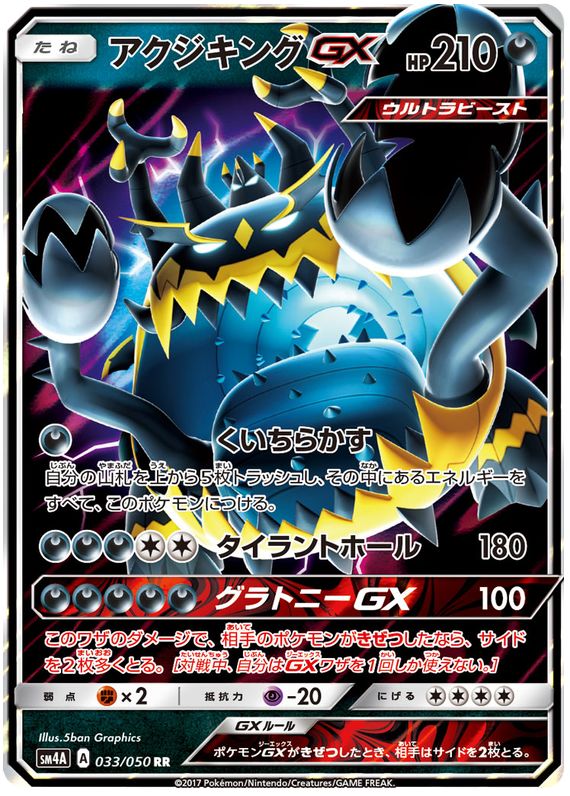 たね アクジキングGX HP210
ウルトラビースト
くいちらかす
自分の山札を上から5枚トラッシュし、その中にあるエネルギーを
すべて、このポケモンにつける。
タイラントホール 180
グラトニーGX 100
このワザのダメージで、相手のポケモンがきぜつしたなら、サイド
を2枚多くとる。[対戦中、自分はGXワザを1回しか使えない。]
弱点 ×2 抵抗力 -20 にげる
Illus.5ban Graphics
GXルール
SM4A A 033/050 RR
ポケモンGXがきぜつしたとき、相手はサイドを2枚とる。
©2017 Pokémon/Nintendo/Creatures/GAME FREAK.